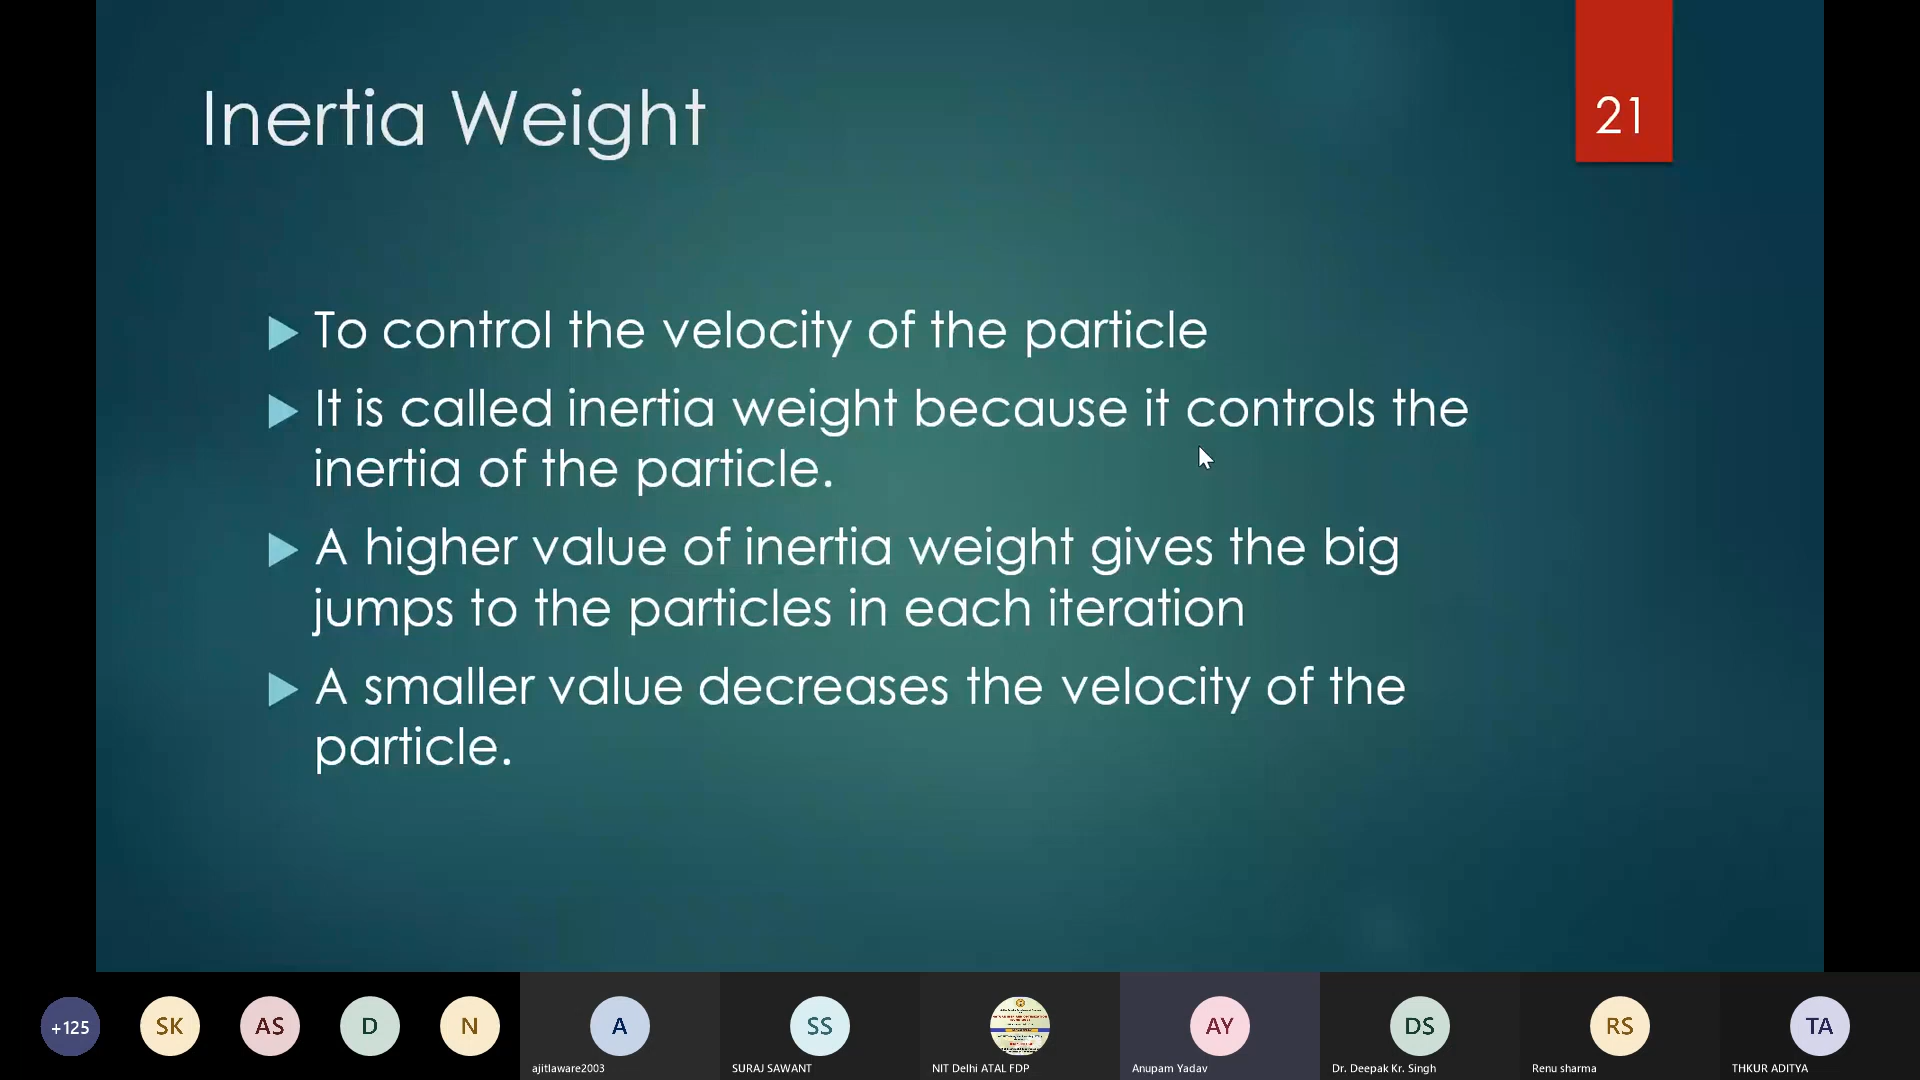 Inertia Weight
21
To control the velocity of the particle
It is called inertia weight because it controls the
inertia of the particle.
A higher value of inertia weight gives the big
jumps to the particles in each iteration
A smaller value decreases the velocity of the
particle.
+125
SK
AS
D
N
A
SS
AY
DS
RS
TA
ajitlaware2003
SURAJ SAWANT
NIT Delhi ATAL FDP
Anupam Yadav
Dr. Deepak Kr. Singh
Renu sharma
THKUR ADITYA